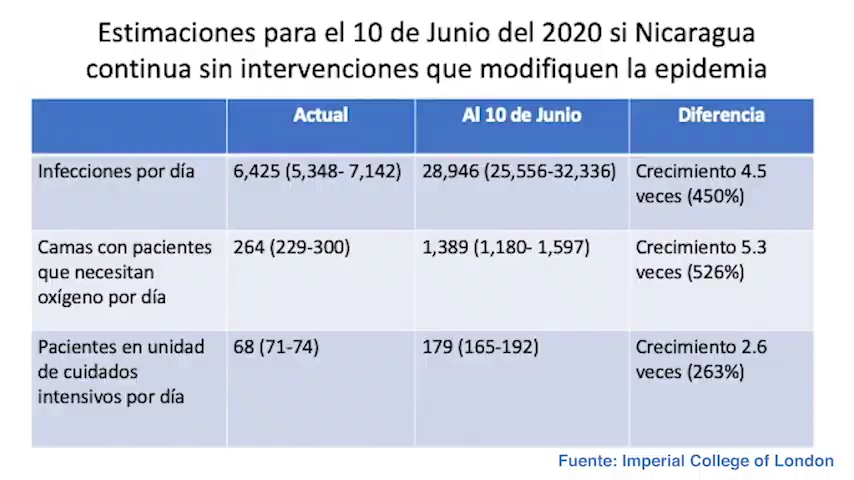 Estimaciones para el 10 de Junio del 2020 si Nicaragua
continua sin intervenciones que modifiquen la epidemia
Actual
Al 10 de Junio
Diferencia
Infecciones por día
6,425 (5,348- 7,142)
28,946 (25,556-32,336)
Crecimiento 4.5
veces (450%)
Camas con pacientes
que necesitan
oxígeno por día
264 (229-300)
1,389 (1,180- 1,597)
Crecimiento 5.3
veces (526%)
Pacientes en unidad
de cuidados
intensivos por día
68 (71-74)
179 (165-192)
Crecimiento 2.6
veces (263%)
Fuente: Imperial College of London